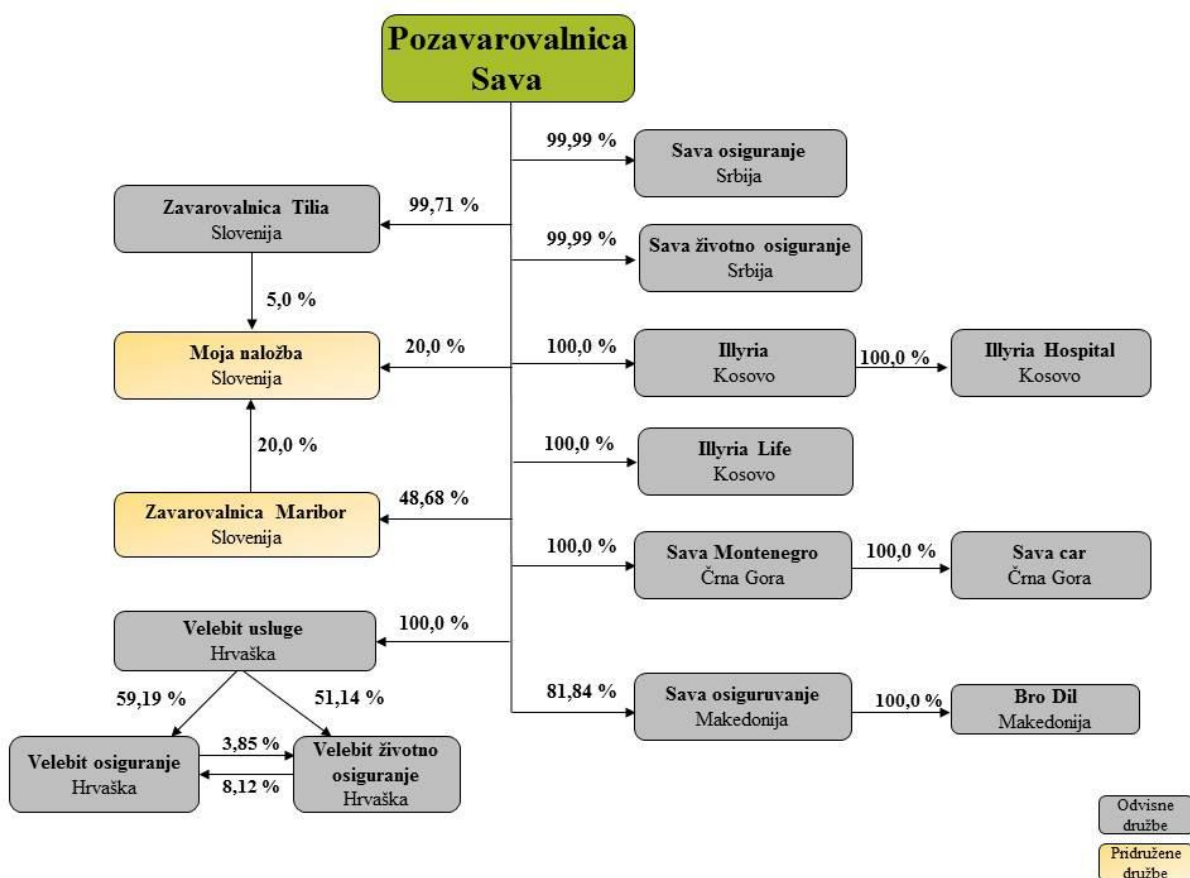 Pozavarovalnica
Sava
99,99 %
Sava osiguranje
Srbija
Zavarovalnica Tilia
Slovenija
99,71 %
99,99 %
Sava životno osiguranje
Srbija
5,0 %
Moja naložba
Slovenija
20,0 %
100,0 %
Illyria
Kosovo
100,0 %
Illyria Hospital
Kosovo
20,0 %
100,0 %
Illyria Life
Kosovo
Zavarovalnica Maribor
Slovenija
48,68 %
100,0 %
Sava Montenegro
Črna Gora
100,0 %
Sava car
Črna Gora
Velebit usluge
Hrvaška
100,0 %
59,19 %
51,14 %
81,84 %
Sava osiguruvanje
Makedonija
100,0 %
Bro Dil
Makedonija
Velebit osiguranje
Hrvaška
3,85 %
8,12 %
Velebit životno
osiguranje
Hrvaška
Odvisne
družbe
Pridružene
družbe